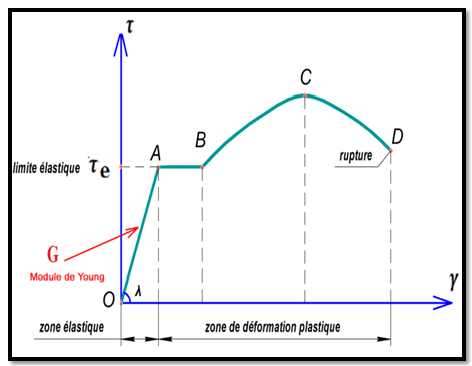 τ
C
B
D
A
rupture
limite élastique τe
G
Module de Young
γ
O
λ
zone élastique
zone de déformation plastique